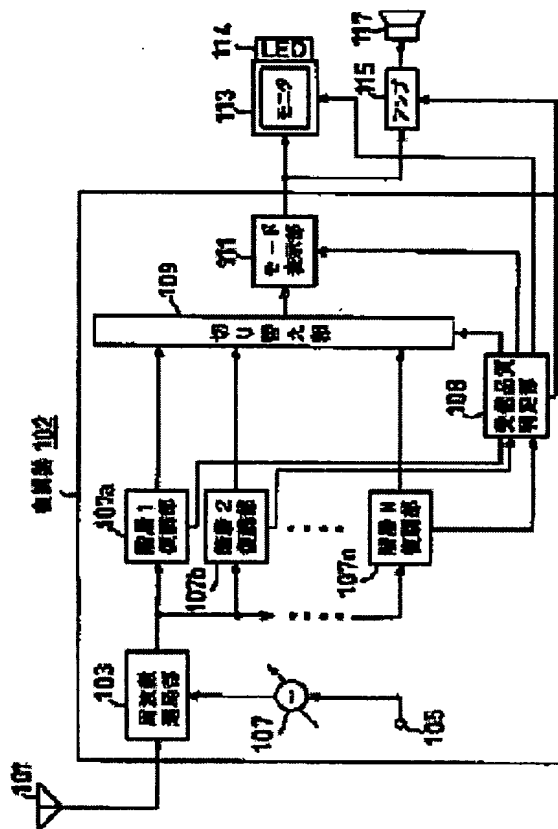 101
復調器 102
103
周波数
選局部
107
105
107a
階層1
復調部
107b
階層2
復調部
107n
階層N
復調部
109
切り替え部
108
受信品質
判定部
111
モード
表示部
113
モニタ
114
LED
115
アンプ
117